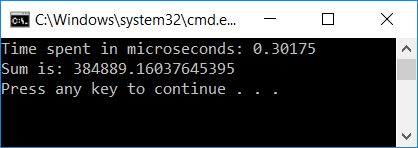 C:\Windows\system32\cmd.e...
Time spent in microseconds: 0.30175
Sum is: 384889.16037645395
Press any key to continue . . .